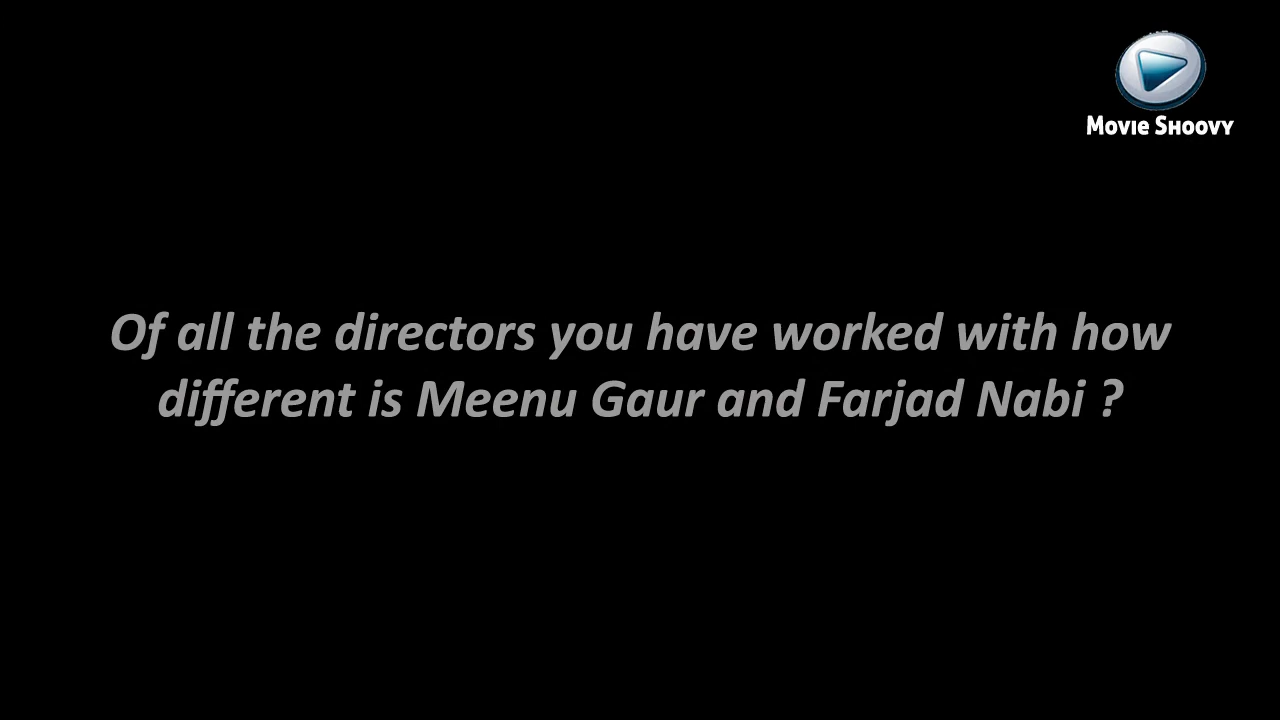 Movie Shoovy
Of all the directors you have worked with how
different is Meenu Gaur and Farjad Nabi ?